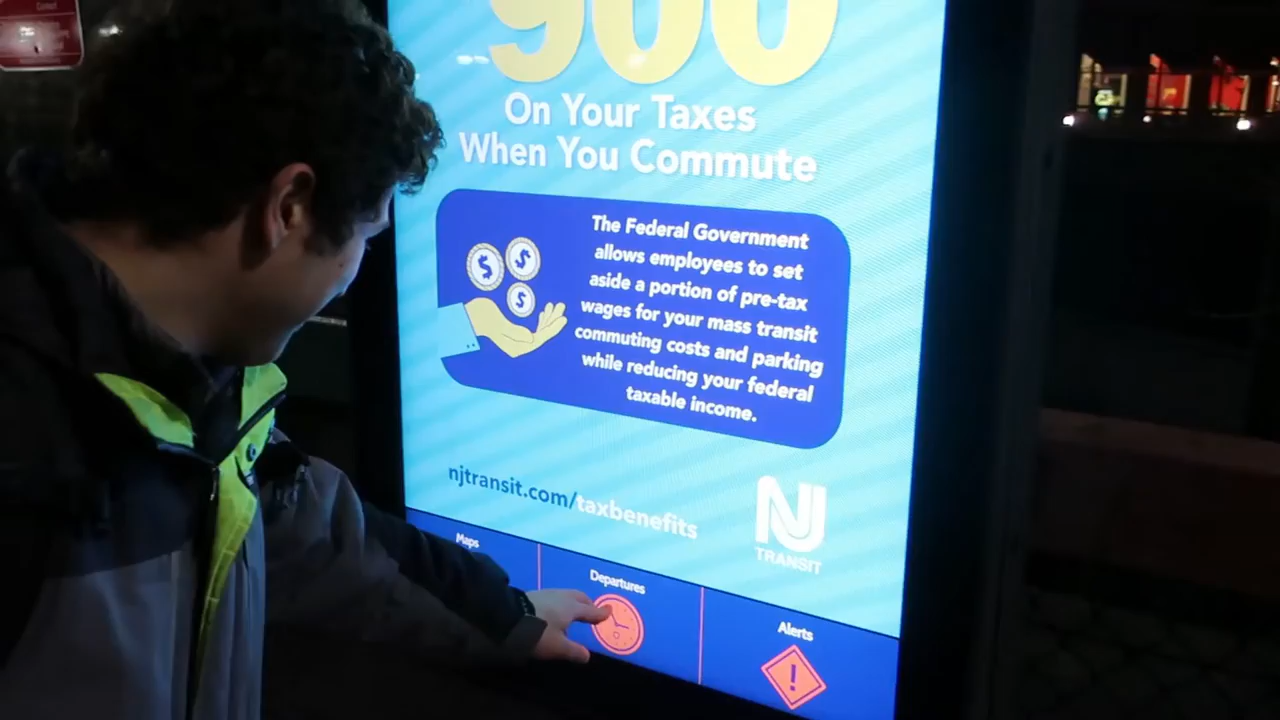 900
On Your Taxes
When You Commute
The Federal Government
allows employees to set
aside a portion of pre-tax
wages for your mass transit
commuting costs and parking
while reducing your federal
taxable income.
njtransit.com/taxbenefits
NJ
TRANSIT
Maps
Departures
Alerts